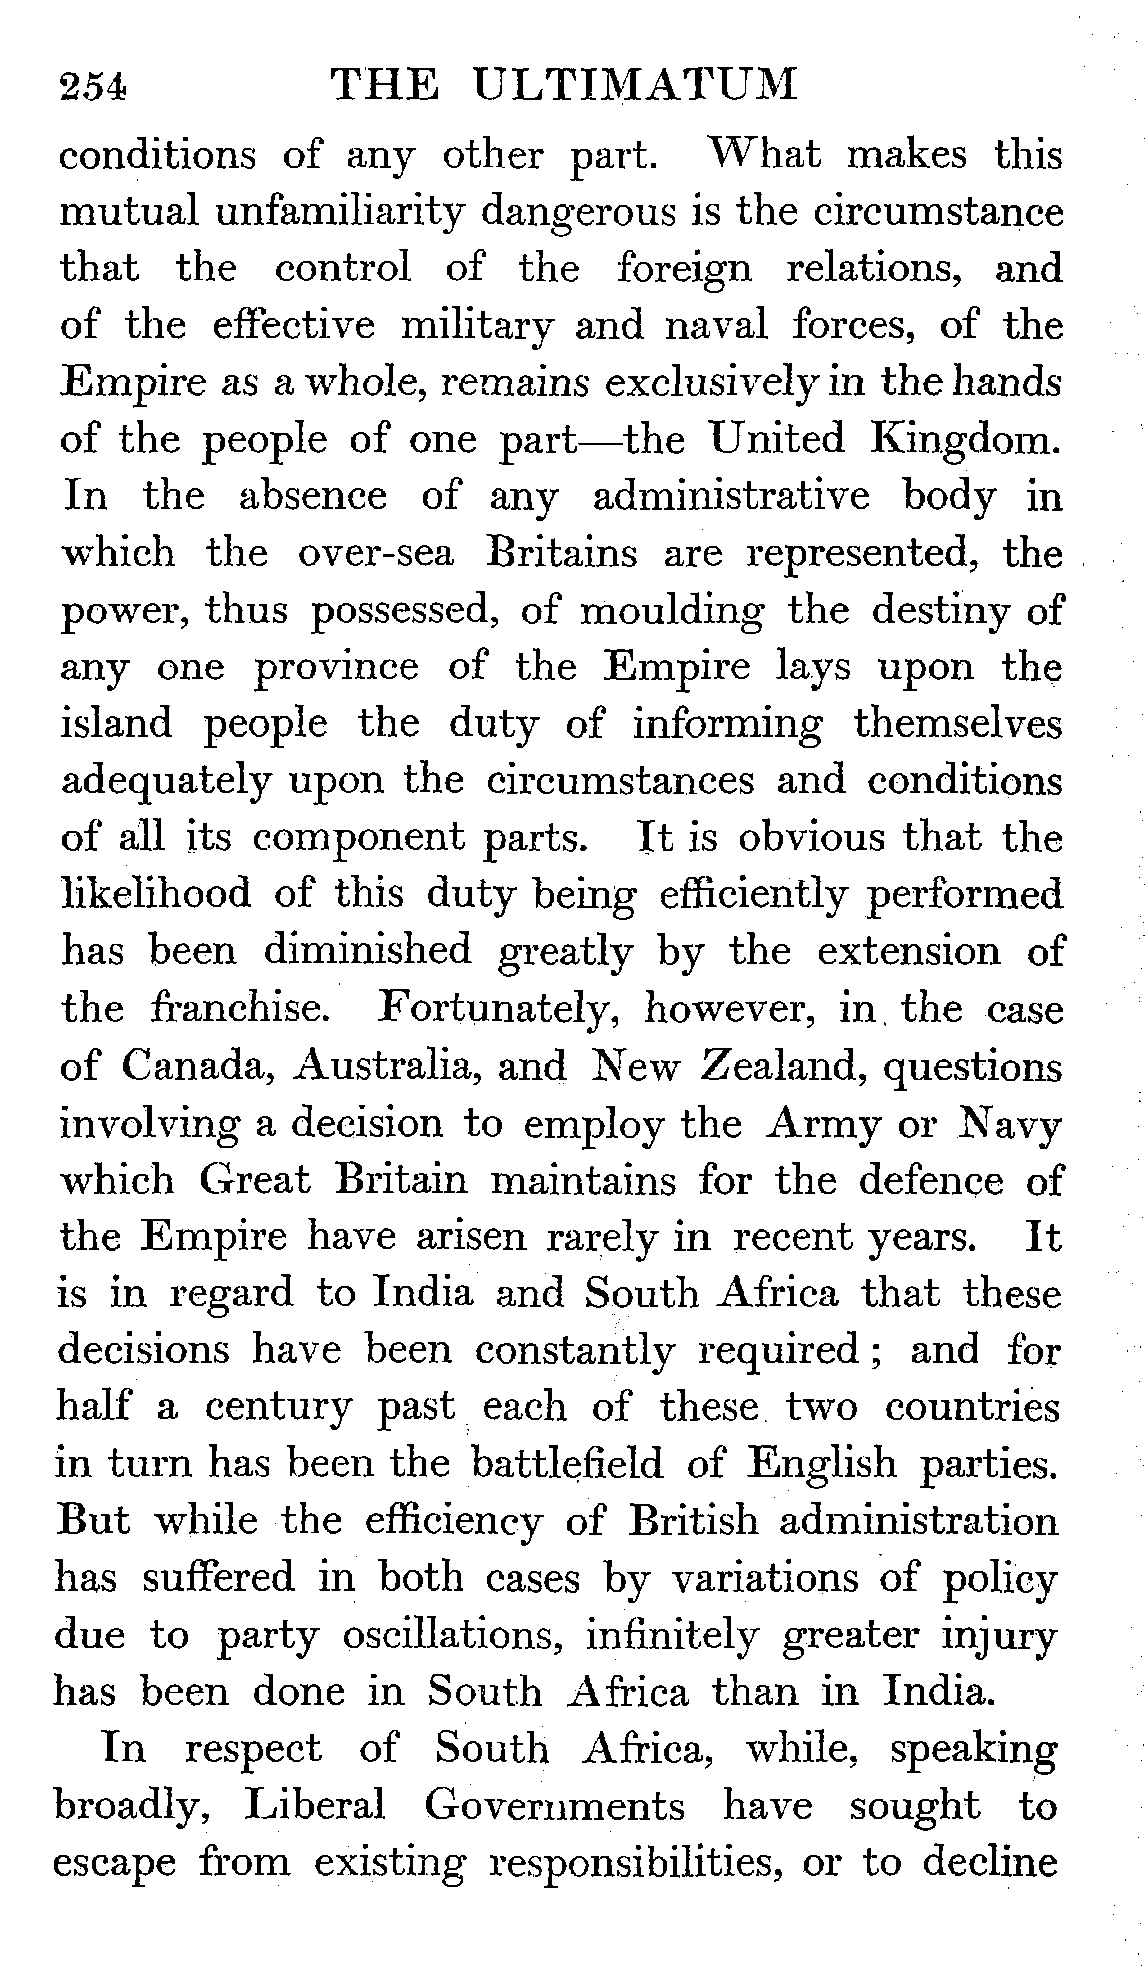 254 THE ULTIMATUM
conditions of any other part. What makes this
mutual unfamiliarity dangerous is the circumstance
that the control of the foreign relations, and
of the effective military and naval forces, of the
Empire as a whole, remains exclusively in the hands
of the people of one part—the United Kingdom.
In the absence of any administrative body in
which the over-sea Britains are represented, the
power, thus possessed, of moulding the destiny of
any one province of the Empire lays upon the
island people the duty of informing themselves
adequately upon the circumstances and conditions
of all its component parts. It is obvious that the
likelihood of this duty being efficiently performed
has been diminished greatly by the extension of
the franchise. Fortunately, however, in the case
of Canada, Australia, and New Zealand, questions
involving a decision to employ the Army or Navy
which Great Britain maintains for the defence of
the Empire have arisen rarely in recent years. It
is in regard to India and South Africa that these
decisions have been constantly required; and for
half a century past each of these two countries
in turn has been the battlefield of English parties.
But while the efficiency of British administration
has suffered in both cases by variations of policy
due to party oscillations, infinitely greater injury
has been done in South Africa than in India.
In respect of South Africa, while, speaking
broadly, Liberal Governments have sought to
escape from existing responsibilities, or to decline